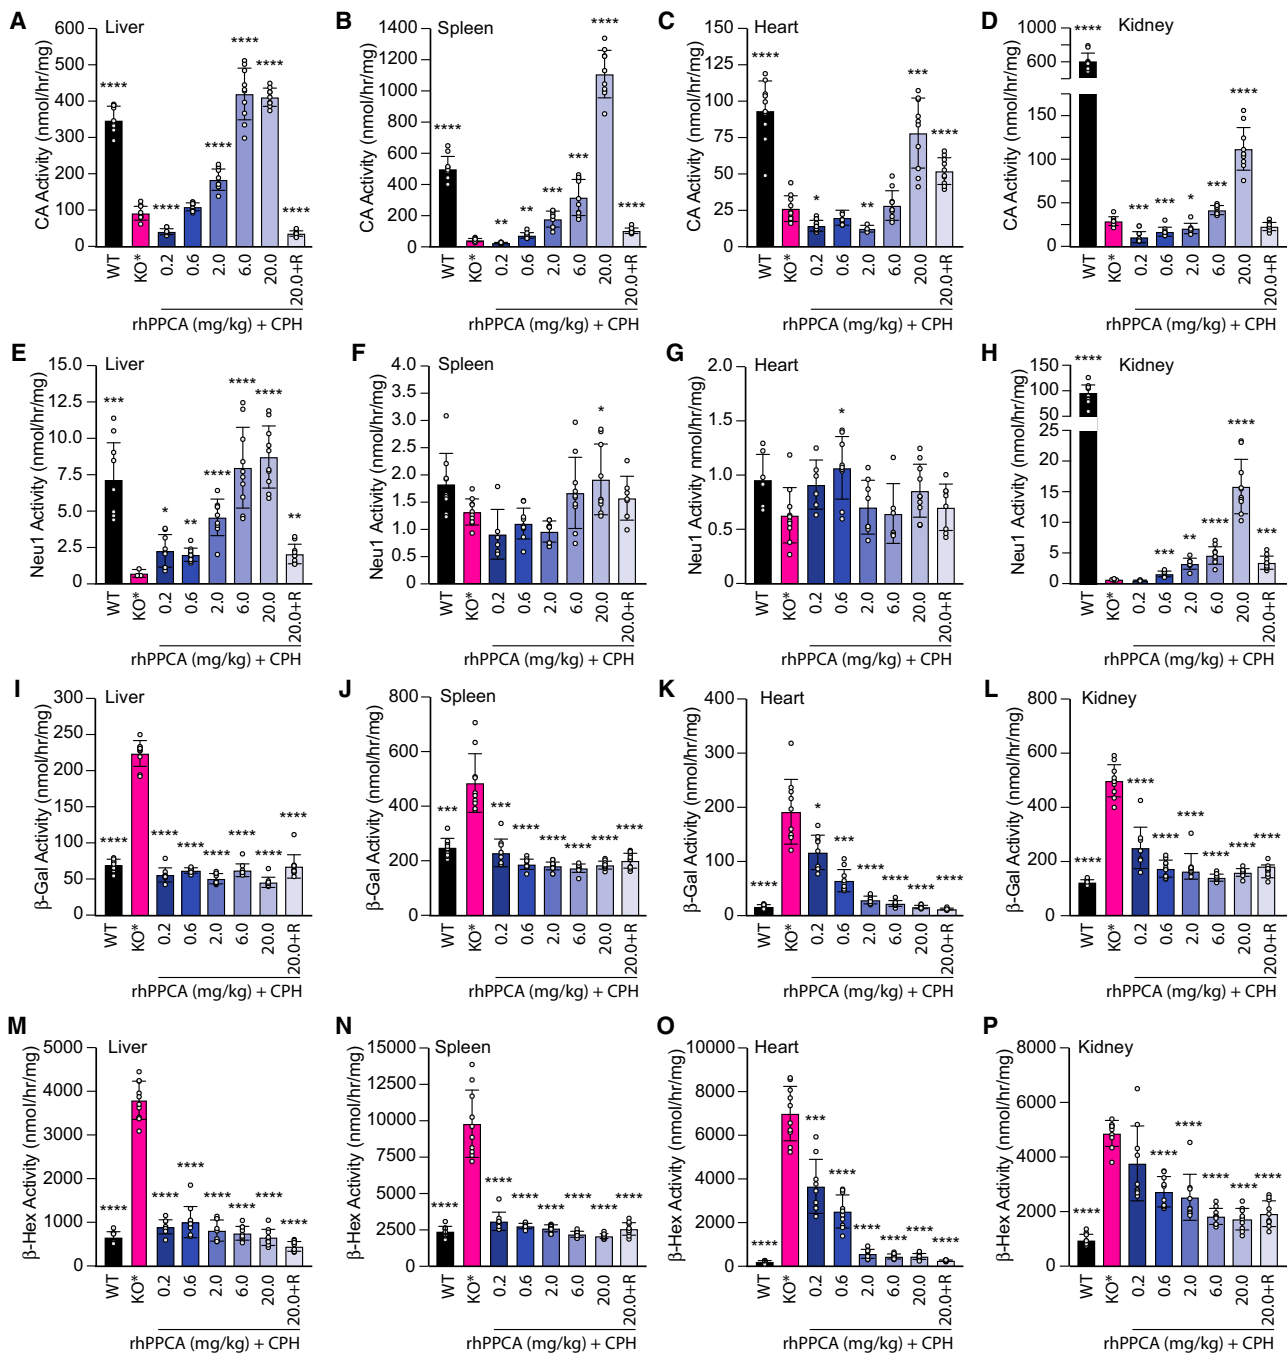 A Liver
CA Activity (nmol/hr/mg)
600
500
400
300
200
100
0
**** **** **** **** **** ****
WT KO* 0.2 0.6 2.0 6.0 20.0 20.0+R
rhPPCA (mg/kg) + CPH
B Spleen
CA Activity (nmol/hr/mg)
1400
1200
1000
800
600
400
200
0
**** ** ** *** *** **** ****
WT KO* 0.2 0.6 2.0 6.0 20.0 20.0+R
rhPPCA (mg/kg) + CPH
C Heart
CA Activity (nmol/hr/mg)
150
125
100
75
50
25
0
**** * ** *** ****
WT KO* 0.2 0.6 2.0 6.0 20.0 20.0+R
rhPPCA (mg/kg) + CPH
D Kidney
CA Activity (nmol/hr/mg)
1000
600
200
150
100
50
0
**** *** *** * *** ****
WT KO* 0.2 0.6 2.0 6.0 20.0 20.0+R
rhPPCA (mg/kg) + CPH
E Liver
Neu1 Activity (nmol/hr/mg)
15.0
12.5
10.0
7.5
5.0
2.5
0
*** * ** **** **** **** **
WT KO* 0.2 0.6 2.0 6.0 20.0 20.0+R
rhPPCA (mg/kg) + CPH
F Spleen
Neu1 Activity (nmol/hr/mg)
4.0
3.5
3.0
2.5
2.0
1.5
1.0
0.5
0
*
WT KO* 0.2 0.6 2.0 6.0 20.0 20.0+R
rhPPCA (mg/kg) + CPH
G Heart
Neu1 Activity nmol/hr/mg)
2.0
1.5
1.0
0.5
0
*
WT KO* 0.2 0.6 2.0 6.0 20.0 20.0+R
rhPPCA (mg/kg) + CPH
H Kidney
Neu1 Activity (nmol/hr/mg)
150
100
50
25
20
15
10
5
0
**** *** ** **** **** ***
WT KO* 0.2 0.6 2.0 6.0 20.0 20.0+R
rhPPCA (mg/kg) + CPH
I Liver
β-Gal Activity (nmol/hr/mg)
300
250
200
150
100
50
0
**** **** **** **** **** **** ****
WT KO* 0.2 0.6 2.0 6.0 20.0 20.0+R
rhPPCA (mg/kg) + CPH
J Spleen
β-Gal Activity (nmol/hr/mg)
800
600
400
200
0
*** *** **** **** **** **** ****
WT KO* 0.2 0.6 2.0 6.0 20.0 20.0+R
rhPPCA (mg/kg) + CPH
K Heart
β-Gal Activity (nmol/hr/mg)
400
300
200
100
0
**** * *** **** **** **** ****
WT KO* 0.2 0.6 2.0 6.0 20.0 20.0+R
rhPPCA (mg/kg) + CPH
L Kidney
β-Gal Activity (nmol/hr/mg)
800
600
400
200
0
**** **** **** **** **** **** ****
WT KO* 0.2 0.6 2.0 6.0 20.0 20.0+R
rhPPCA (mg/kg) + CPH
M Liver
β-Hex Activity (nmol/hr/mg)
5000
4000
3000
2000
1000
0
**** **** **** **** **** **** ****
WT KO* 0.2 0.6 2.0 6.0 20.0 20.0+R
rhPPCA (mg/kg) + CPH
N Spleen
β-Hex Activity (nmol/hr/mg)
15000
12500
10000
7500
5000
2500
0
**** **** **** **** **** **** ****
WT KO* 0.2 0.6 2.0 6.0 20.0 20.0+R
rhPPCA (mg/kg) + CPH
O Heart
β-Hex Activity (nmol/hr/mg)
10000
8000
6000
4000
2000
0
**** *** **** **** **** **** ****
WT KO* 0.2 0.6 2.0 6.0 20.0 20.0+R
rhPPCA (mg/kg) + CPH
P Kidney
β-Hex Activity (nmol/hr/mg)
8000
6000
4000
2000
0
**** **** **** **** **** ****
WT KO* 0.2 0.6 2.0 6.0 20.0 20.0+R
rhPPCA (mg/kg) + CPH